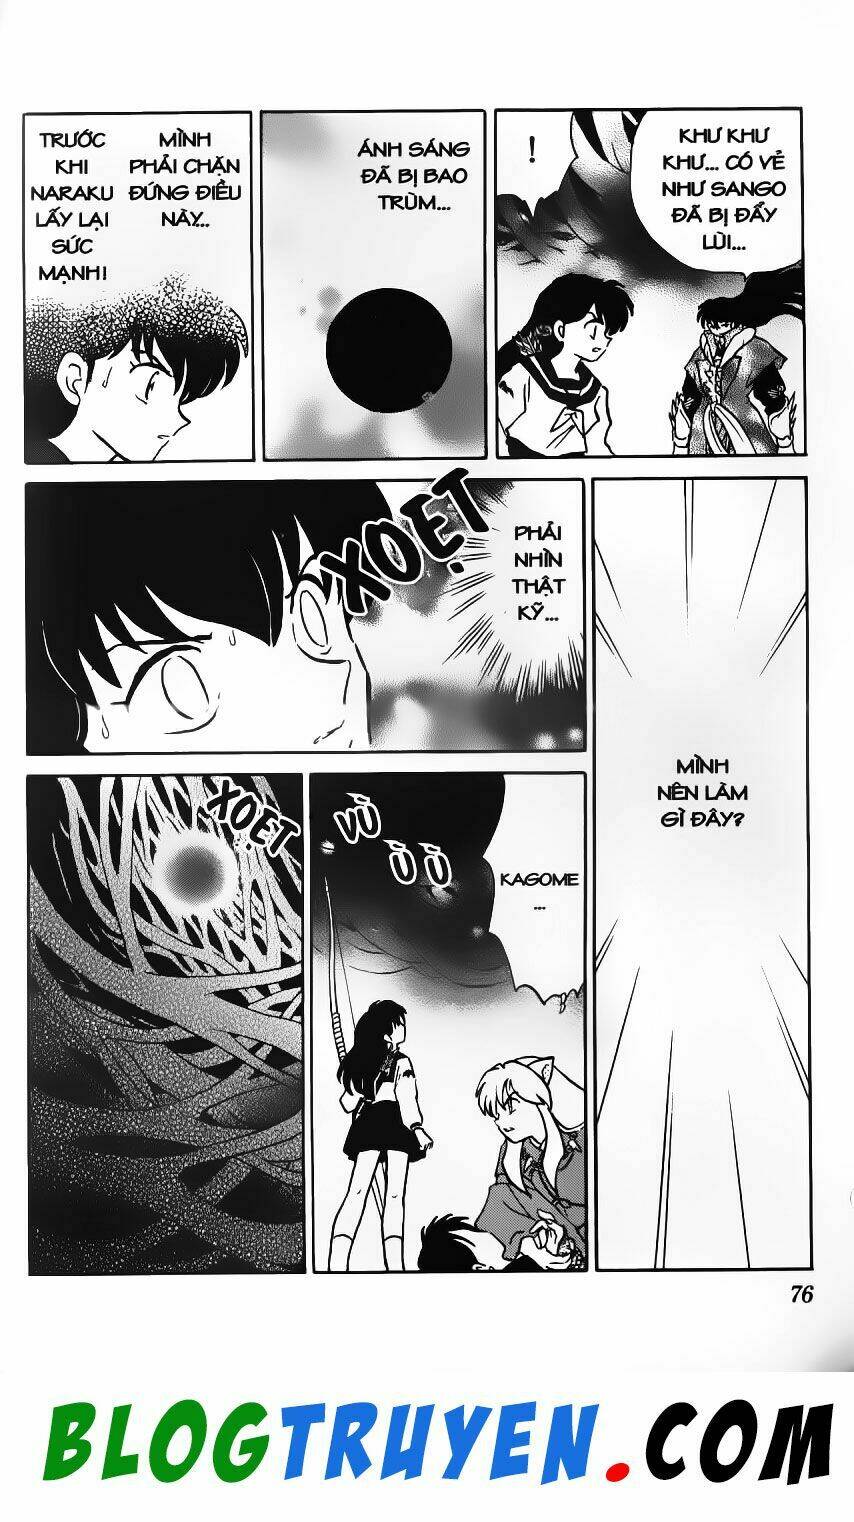 KHƯ KHƯ
KHƯ... CÓ VẺ
NHƯ SANGO
ĐÃ BỊ ĐẨY
LÙI...
!
ÁNH SÁNG
ĐÃ BỊ BAO
TRÙM...
MÌNH
PHẢI CHẶN
ĐỨNG ĐIỀU
NÀY...
TRƯỚC
KHI
NARAKU
LẤY LẠI
SỨC
MẠNH!
MÌNH
NÊN LÀM
GÌ ĐÂY?
PHẢI
NHÌN
THẬT
KỸ...
XOẸT
KAGOME
...
VÙ
Ù Ù
XOẸT
76
BLOGTRUYEN.COM